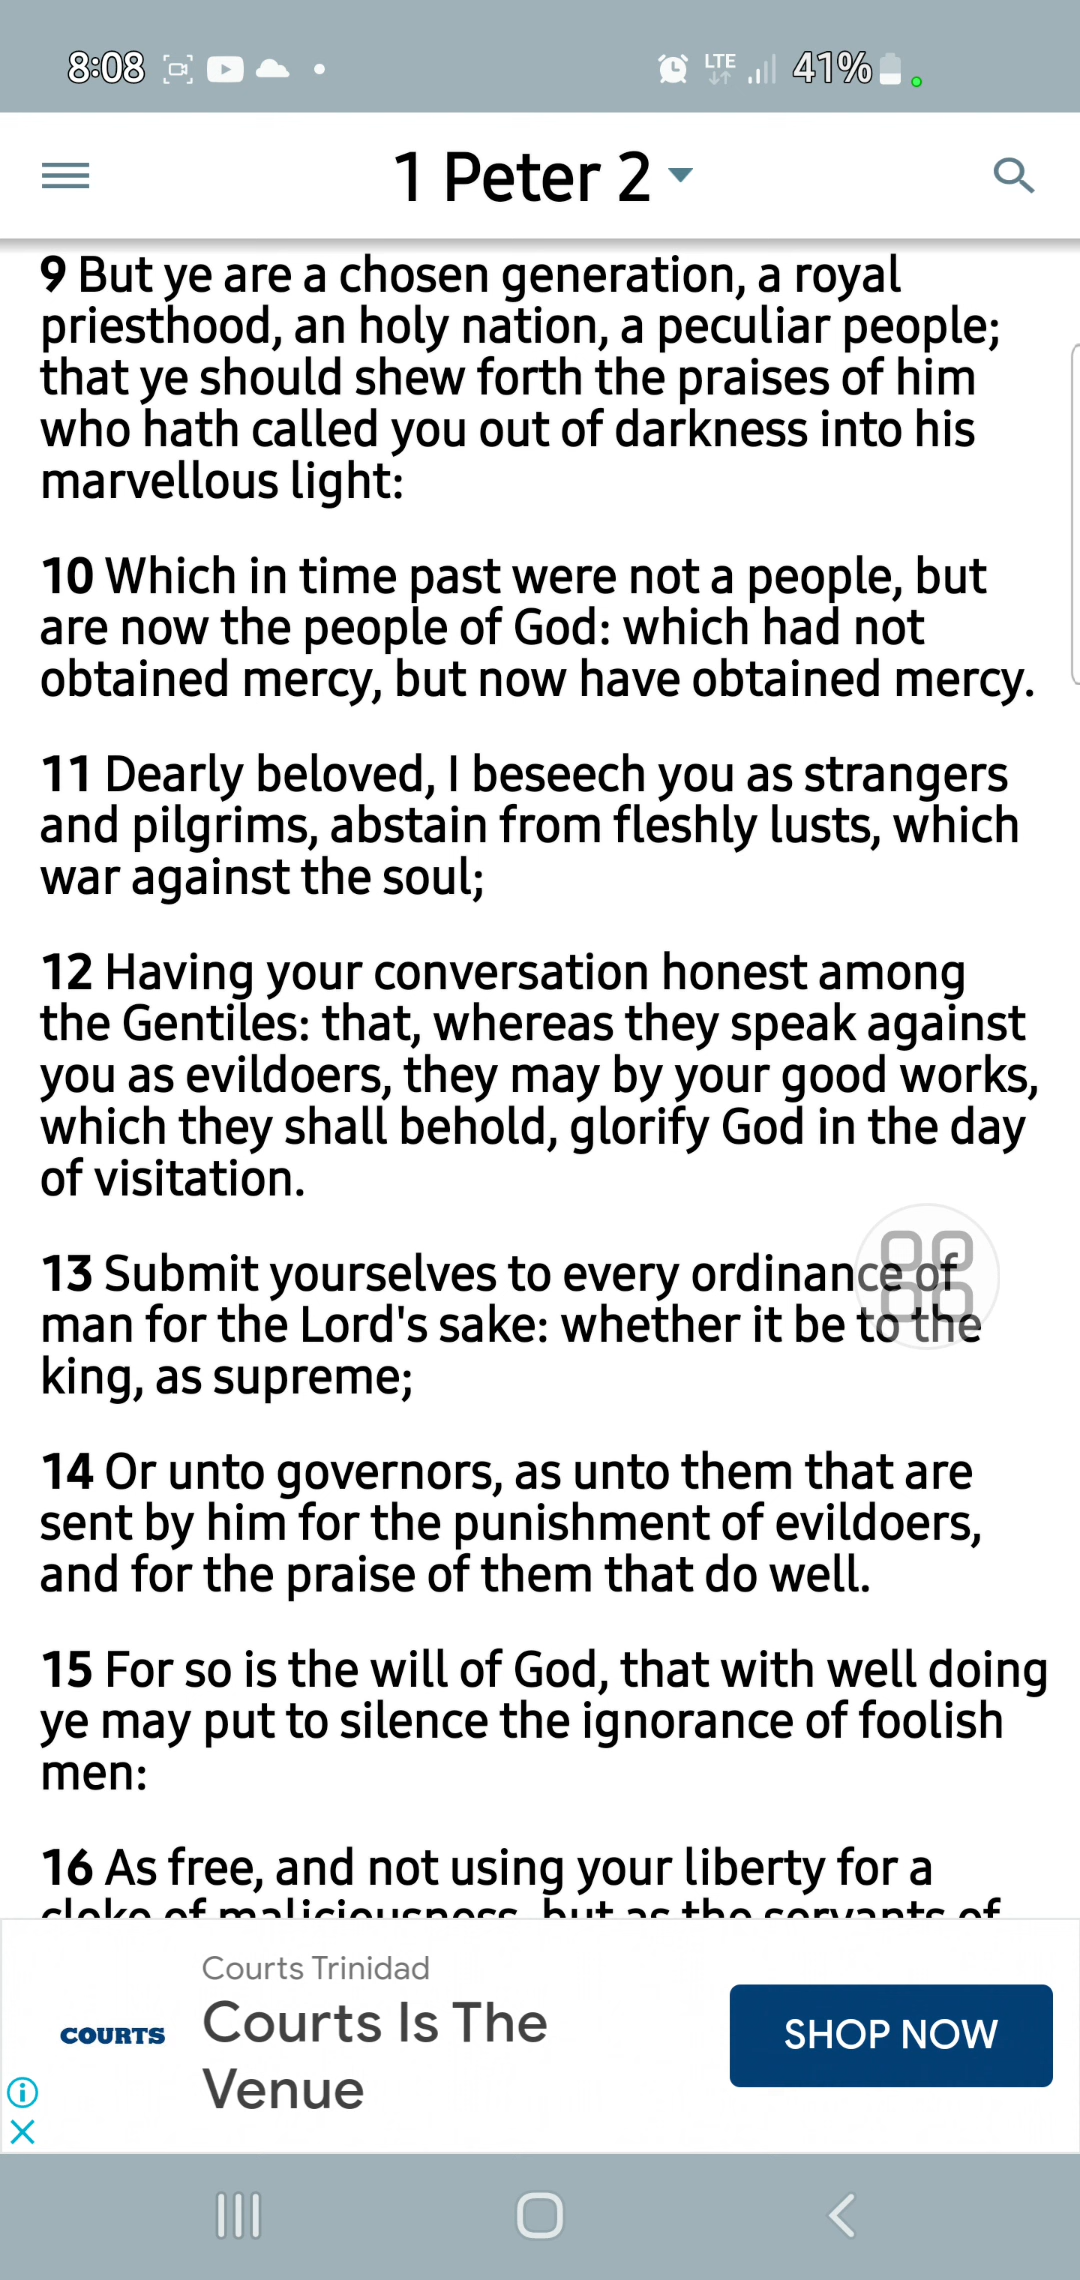 8:08
LTE
41%
1 Peter 2
9 But ye are a chosen generation, a royal
priesthood, an holy nation, a peculiar people;
that ye should shew forth the praises of him
who hath called you out of darkness into his
marvellous light:
10 Which in time past were not a people, but
are now the people of God: which had not
obtained mercy, but now have obtained mercy.
11 Dearly beloved, I beseech you as strangers
and pilgrims, abstain from fleshly lusts, which
war against the soul;
12 Having your conversation honest among
the Gentiles: that, whereas they speak against
you as evildoers, they may by your good works,
which they shall behold, glorify God in the day
of visitation.
13 Submit yourselves to every ordinance of
man for the Lord's sake: whether it be to the
king, as supreme;
14 Or unto governors, as unto them that are
sent by him for the punishment of evildoers,
and for the praise of them that do well.
15 For so is the will of God, that with well doing
ye may put to silence the ignorance of foolish
men:
16 As free, and not using your liberty for a
cloke of maliciousness, but as the servants of
Courts Trinidad
COURTS
Courts Is The
Venue
SHOP NOW